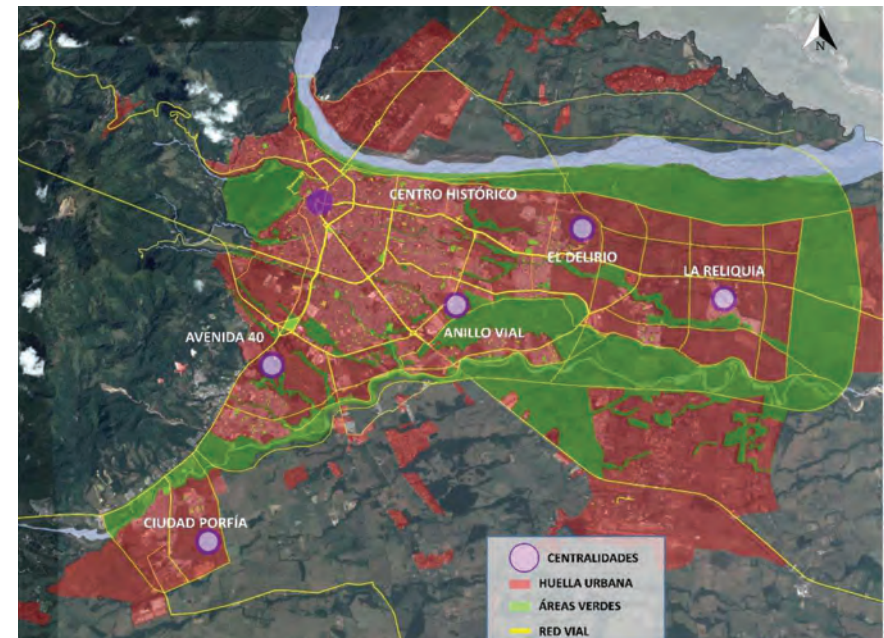 N
CENTRO HISTÓRICO
EL DELIRIO
LA RELIQUIA
ANILLO VIAL
AVENIDA 40
CIUDAD PORFÍA
CENTRALIDADES
HUELLA URBANA
ÁREAS VERDES
RED VIAL